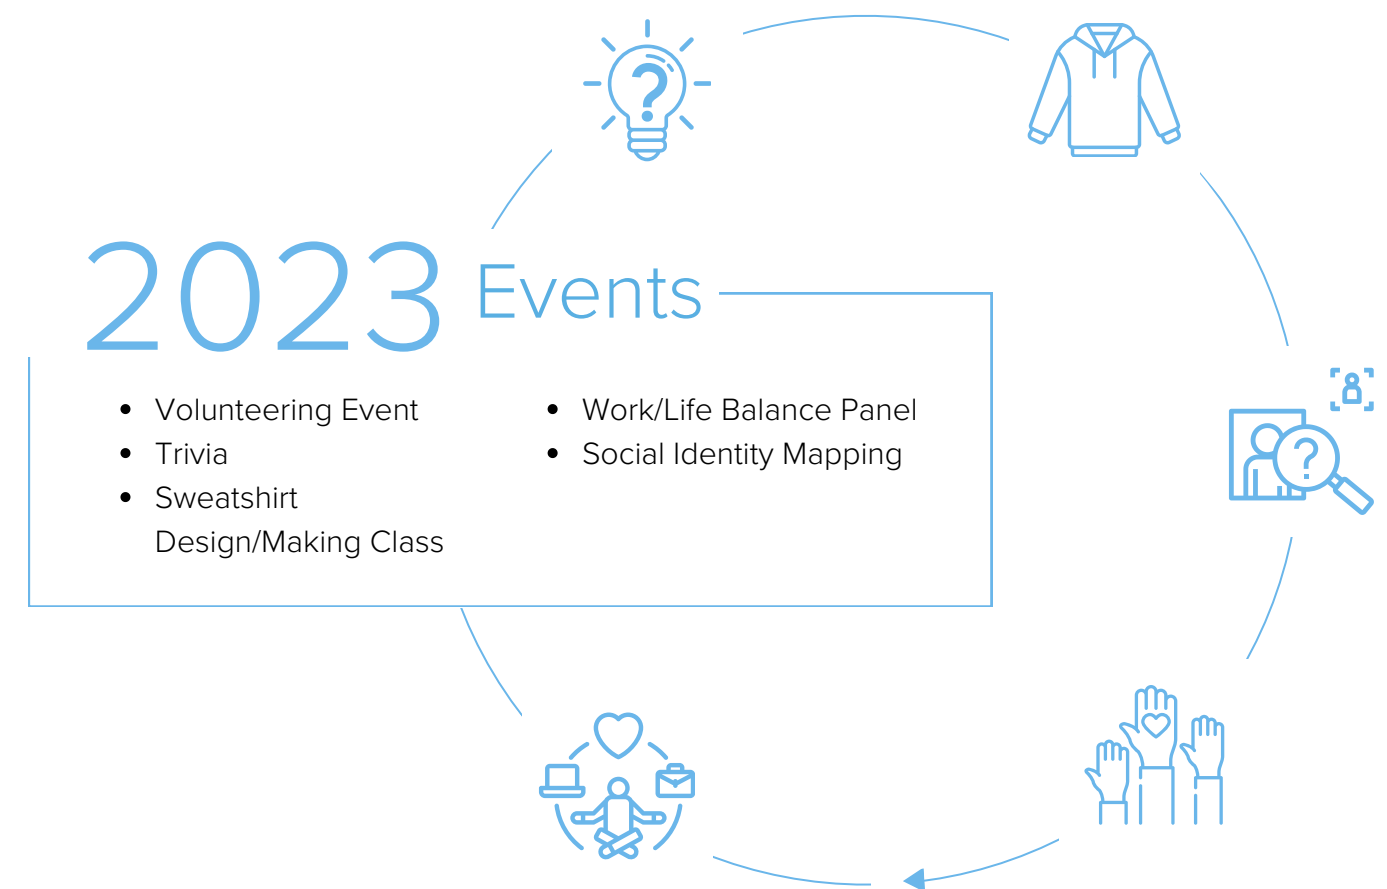 2023 Events
• Volunteering Event
• Trivia
• Sweatshirt
Design/Making Class
• Work/Life Balance Panel
• Social Identity Mapping
?
?